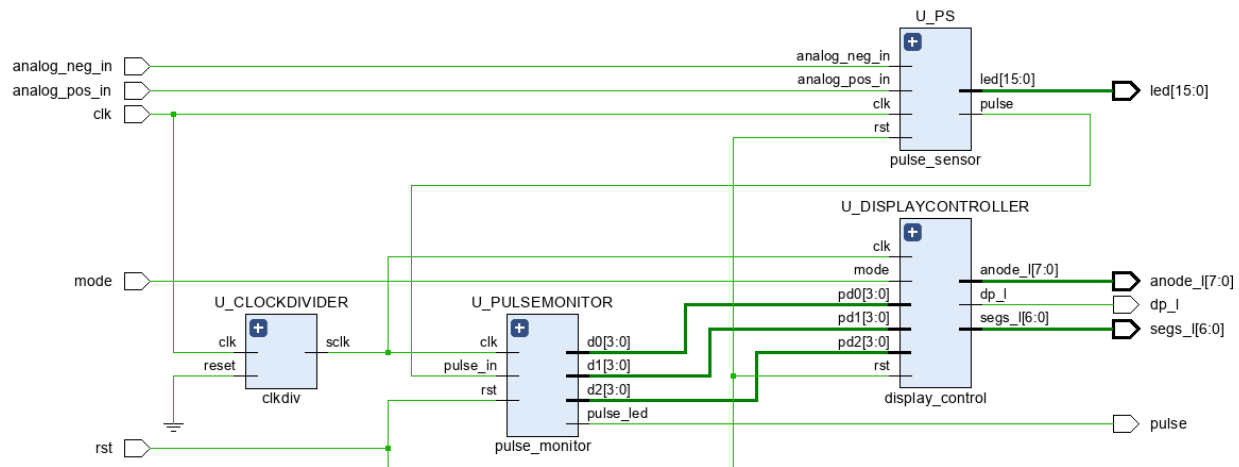 U_PS
analog_neg_in
analog_pos_in
clk
analog_neg_in
analog_pos_in
clk
rst
led[15:0]
pulse
led[15:0]
pulse_sensor
U_DISPLAYCONTROLLER
mode
clk
mode
pd0[3:0]
pd1[3:0]
pd2[3:0]
rst
anode_l[7:0]
dp_l
segs_l[6:0]
anode_l[7:0]
dp_l
segs_l[6:0]
display_control
U_CLOCKDIVIDER
clk
reset
sclk
clkdiv
U_PULSEMONITOR
clk
pulse_in
rst
d0[3:0]
d1[3:0]
d2[3:0]
pulse_led
pulse_monitor
pulse
rst